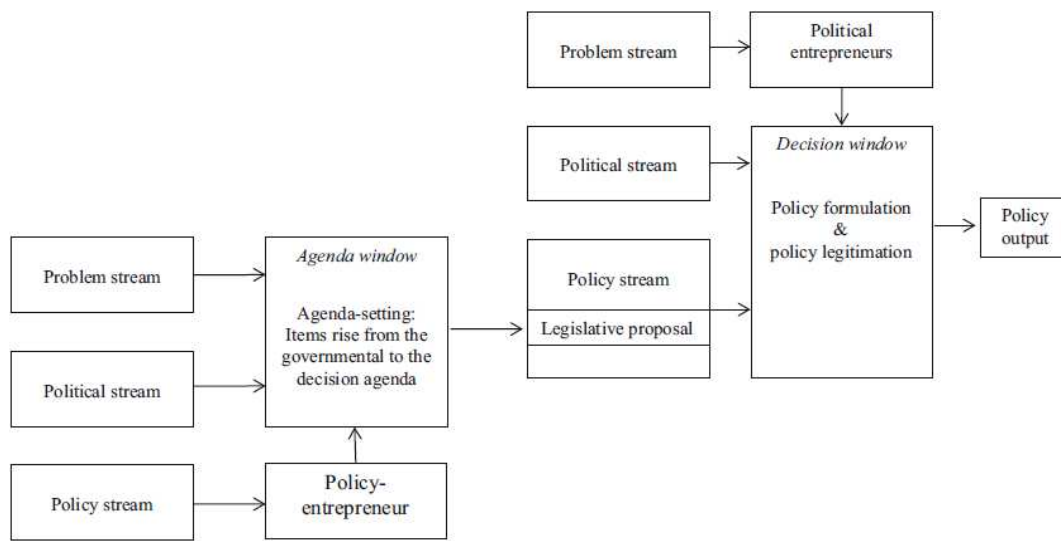 Problem stream
Political
entrepreneurs
Political stream
Decision window
Policy formulation
&
policy legitimation
Policy
output
Policy stream
Legislative proposal
Problem stream
Agenda window
Agenda-setting:
Items rise from the
governmental to the
decision agenda
Political stream
Policy stream
Policy-
entrepreneur